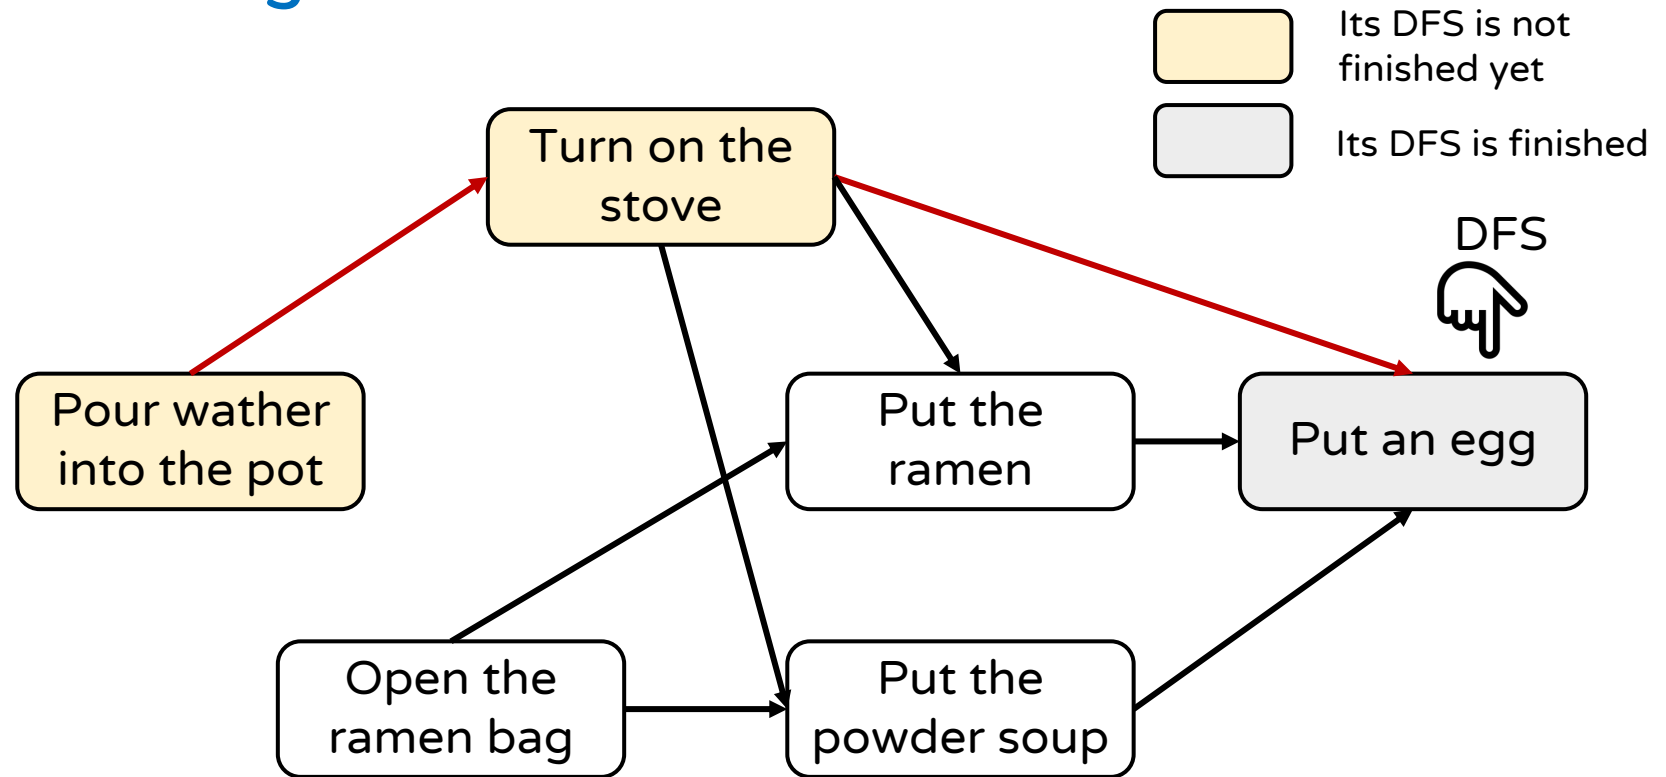 Its DFS is not
finished yet
Its DFS is finished
Turn on the
stove
DFS
Pour wather
into the pot
Put the
ramen
Put an egg
Open the
ramen bag
Put the
powder soup